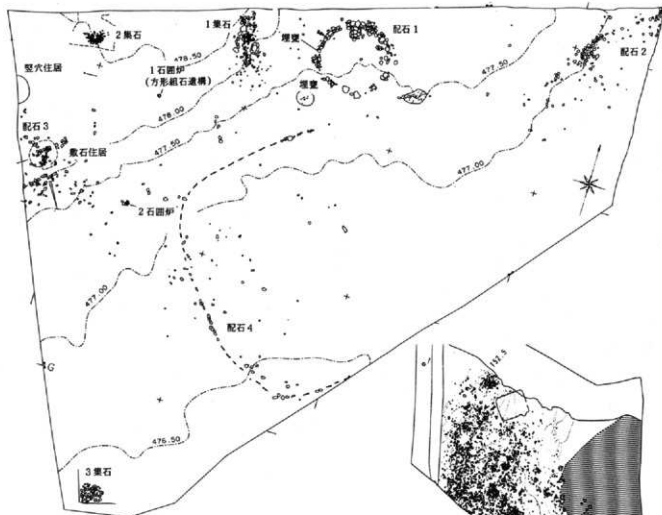 2集石
1集石
埋甕
配石1
配石2
478.50
竪穴住居
1石囲炉
(方形組石遺構)
埋甕
477.50
478.00
配石3
敷石住居
477.50
477.00
2石囲炉
477.00
配石4
G
476.50
152.5
3集石